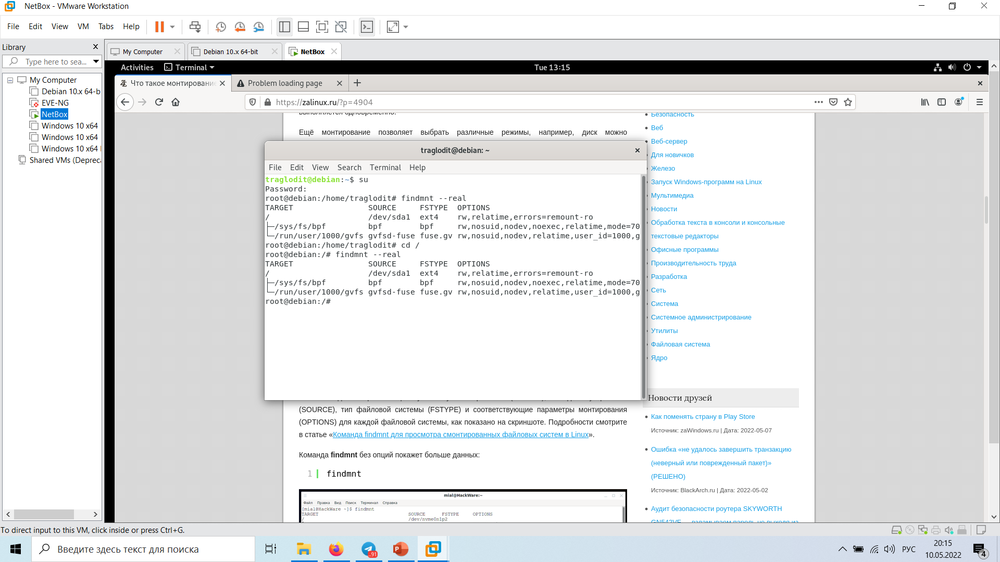 NetBox - VMware Workstation
File Edit View VM Tabs Help
Library
Type here to sea...
My Computer
Debian 10.x 64-b
EVE-NG
NetBox
Windows 10 x64
Windows 10 x64
Windows 10 x64
Shared VMs (Depreca
My Computer
Debian 10.x 64-bit
NetBox
Activities
Terminal
Tue 13:15
Что такое монтирование
Problem loading page
https://zalinux.ru/?p=4904
выполняется одновременно.
Ещё монтирование позволяет выбрать различные режимы, например, диск можно
traglodit@debian: ~
File Edit View Search Terminal Help
traglodit@debian:~$ su
Password:
root@debian:/home/traglodit# findmnt --real
TARGET SOURCE FSTYPE OPTIONS
/ /dev/sda1 ext4 rw,relatime,errors=remount-ro
├─/sys/fs/bpf bpf bpf rw,nosuid,nodev,noexec,relatime,mode=70
└─/run/user/1000/gvfs gvfsd-fuse fuse.gv rw,nosuid,nodev,relatime,user_id=1000,g
root@debian:/home/traglodit# cd /
root@debian:/# findmnt --real
TARGET SOURCE FSTYPE OPTIONS
/ /dev/sda1 ext4 rw,relatime,errors=remount-ro
├─/sys/fs/bpf bpf bpf rw,nosuid,nodev,noexec,relatime,mode=70
└─/run/user/1000/gvfs gvfsd-fuse fuse.gv rw,nosuid,nodev,relatime,user_id=1000,g
root@debian:/#
(SOURCE), тип файловой системы (FSTYPE) и соответствующие параметры монтирования
(OPTIONS) для каждой файловой системы, как показано на скриншоте. Подробности смотрите
в статье «Команда findmnt для просмотра смонтированных файловых систем в Linux».
Команда findmnt без опций покажет больше данных:
1 findmnt
mial@HackWare:~
Файл Правка Вид Поиск Терминал Справка
[mial@HackWare ~]$ findmnt
TARGET SOURCE FSTYPE OPTIONS
/ /dev/nvme0n1p2
Безопасность
Веб
Веб-сервер
Для новичков
Железо
Запуск Windows-программ на Linux
Мультимедиа
Новости
Обработка текста в консоли и консольные
текстовые редакторы
Офисные программы
Производительность труда
Разработка
Сеть
Система
Системное администрирование
Утилиты
Файловая система
Ядро
Новости друзей
Как поменять страну в Play Store
Источник: zaWindows.ru | Дата: 2022-05-07
Ошибка «не удалось завершить транзакцию
(неверный или поврежденный пакет)»
(РЕШЕНО)
Источник: BlackArch.ru | Дата: 2022-05-02
Аудит безопасности роутера SKYWORTH
GN542VF — взламываем пароль не выходя из
To direct input to this VM, click inside or press Ctrl+G.
Введите здесь текст для поиска
..91
РУС
20:15
10.05.2022
4